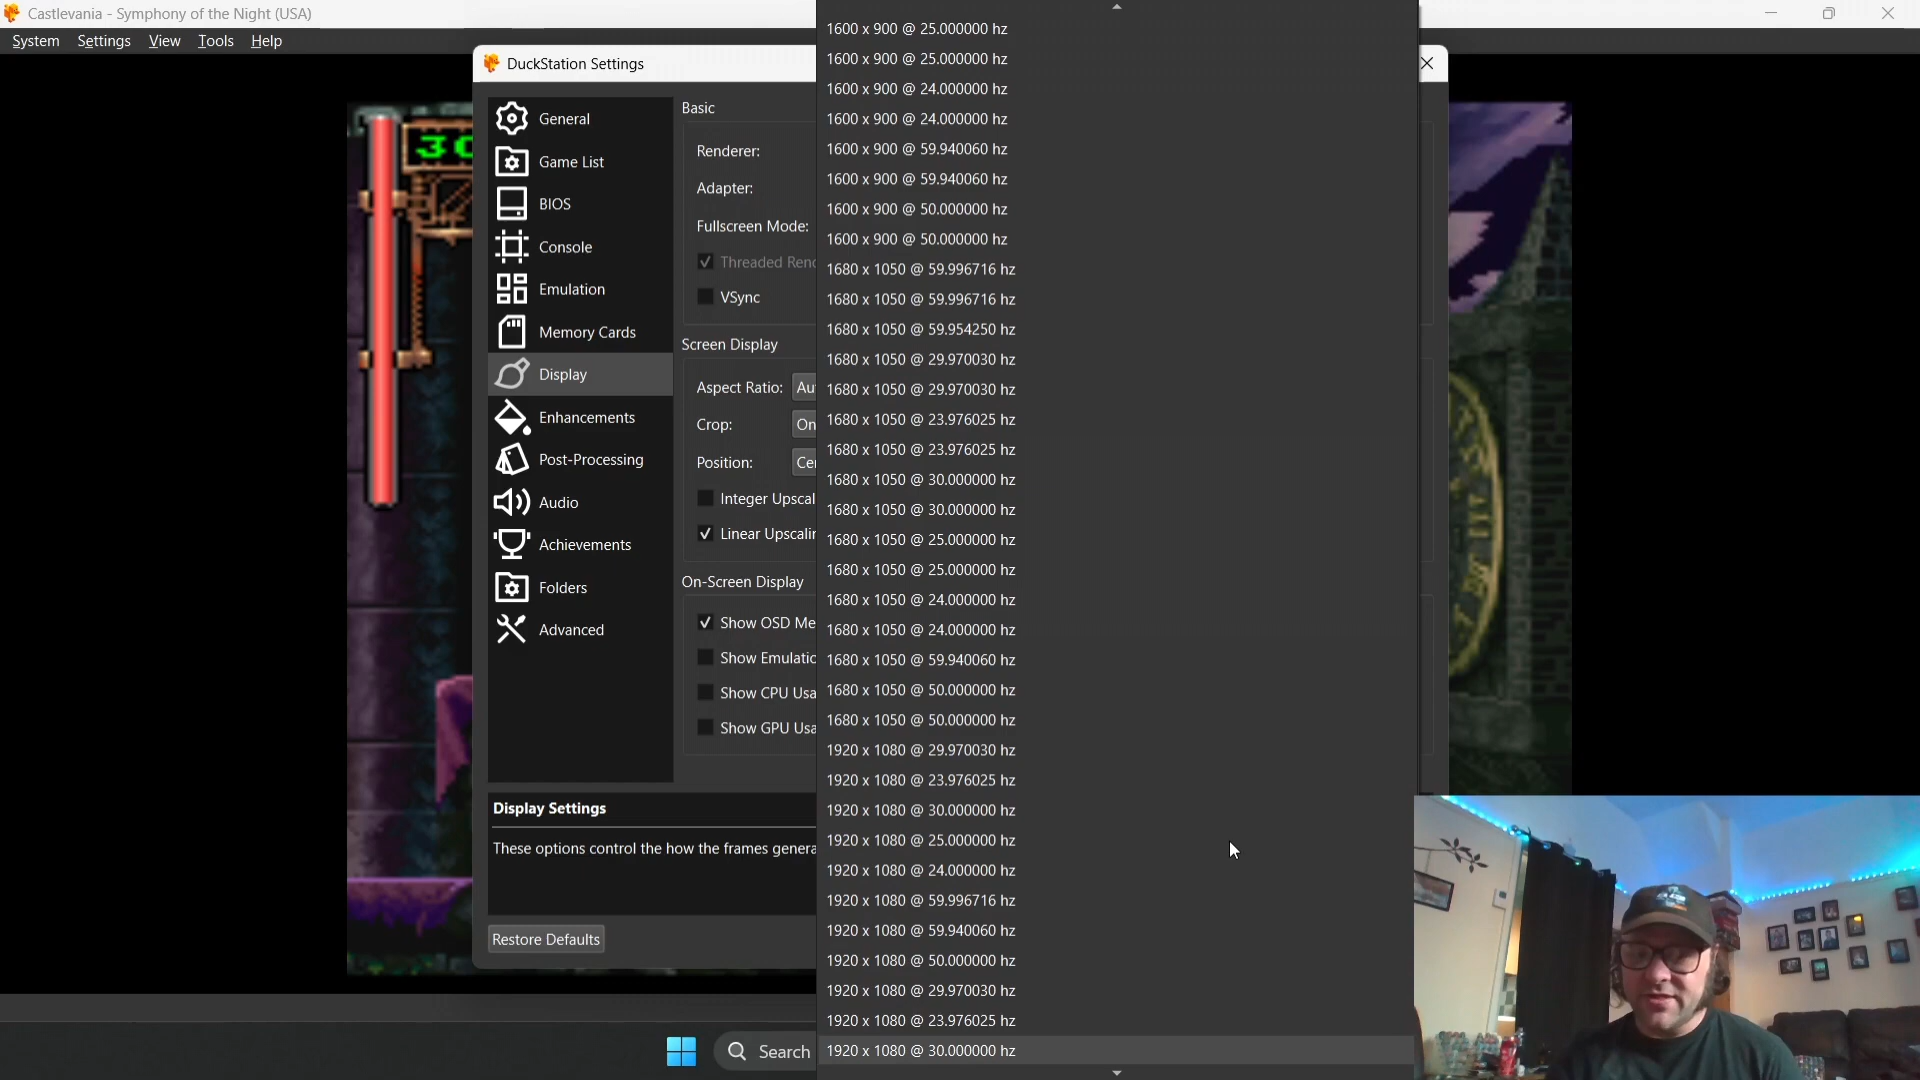 Castlevania - Symphony of the Night (USA)
System Settings View Tools Help
DuckStation Settings
General
Game List
BIOS
Console
Emulation
Memory Cards
Display
Enhancements
Post-Processing
Audio
Achievements
Folders
Advanced
Basic
Renderer:
Adapter:
Fullscreen Mode:
Threaded Renc
VSync
Screen Display
Aspect Ratio: Au
Crop: On
Position: Cer
Integer Upscal
Linear Upscalir
On-Screen Display
Show OSD Me
Show Emulatic
Show CPU Usa
Show GPU Usa
Display Settings
These options control the how the frames genera
Restore Defaults
1600 x 900 @ 25.000000 hz
1600 x 900 @ 25.000000 hz
1600 x 900 @ 24.000000 hz
1600 x 900 @ 24.000000 hz
1600 x 900 @ 59.940060 hz
1600 x 900 @ 59.940060 hz
1600 x 900 @ 50.000000 hz
1600 x 900 @ 50.000000 hz
1680 x 1050 @ 59.996716 hz
1680 x 1050 @ 59.996716 hz
1680 x 1050 @ 59.954250 hz
1680 x 1050 @ 29.970030 hz
1680 x 1050 @ 29.970030 hz
1680 x 1050 @ 23.976025 hz
1680 x 1050 @ 23.976025 hz
1680 x 1050 @ 30.000000 hz
1680 x 1050 @ 30.000000 hz
1680 x 1050 @ 25.000000 hz
1680 x 1050 @ 25.000000 hz
1680 x 1050 @ 24.000000 hz
1680 x 1050 @ 24.000000 hz
1680 x 1050 @ 59.940060 hz
1680 x 1050 @ 50.000000 hz
1680 x 1050 @ 50.000000 hz
1920 x 1080 @ 29.970030 hz
1920 x 1080 @ 23.976025 hz
1920 x 1080 @ 30.000000 hz
1920 x 1080 @ 25.000000 hz
1920 x 1080 @ 24.000000 hz
1920 x 1080 @ 59.996716 hz
1920 x 1080 @ 59.940060 hz
1920 x 1080 @ 50.000000 hz
1920 x 1080 @ 29.970030 hz
1920 x 1080 @ 23.976025 hz
1920 x 1080 @ 30.000000 hz
Search